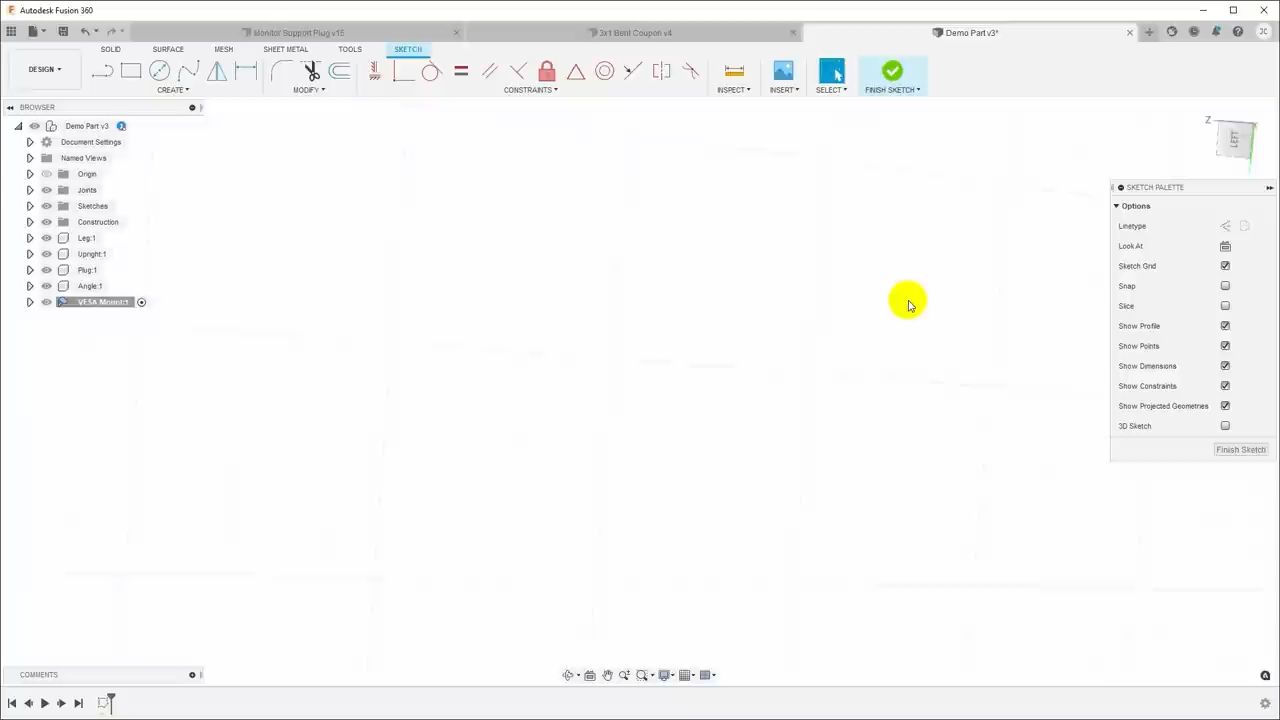 Autodesk Fusion 360
Monitor Support Plug v15
3x1 Bent Coupon v4
Demo Part v3*
SOLID
SURFACE
MESH
SHEET METAL
TOOLS
SKETCH
DESIGN
CREATE
MODIFY
CONSTRAINTS
INSPECT
INSERT
SELECT
FINISH SKETCH
BROWSER
Demo Part v3
Document Settings
Named Views
Origin
Joints
Sketches
Construction
Leg:1
Upright:1
Plug:1
Angle:1
VESA Mount:1
Z
LEFT
SKETCH PALETTE
Options
Linetype
Look At
Sketch Grid
Snap
Slice
Show Profile
Show Points
Show Dimensions
Show Constraints
Show Projected Geometries
3D Sketch
Finish Sketch
COMMENTS